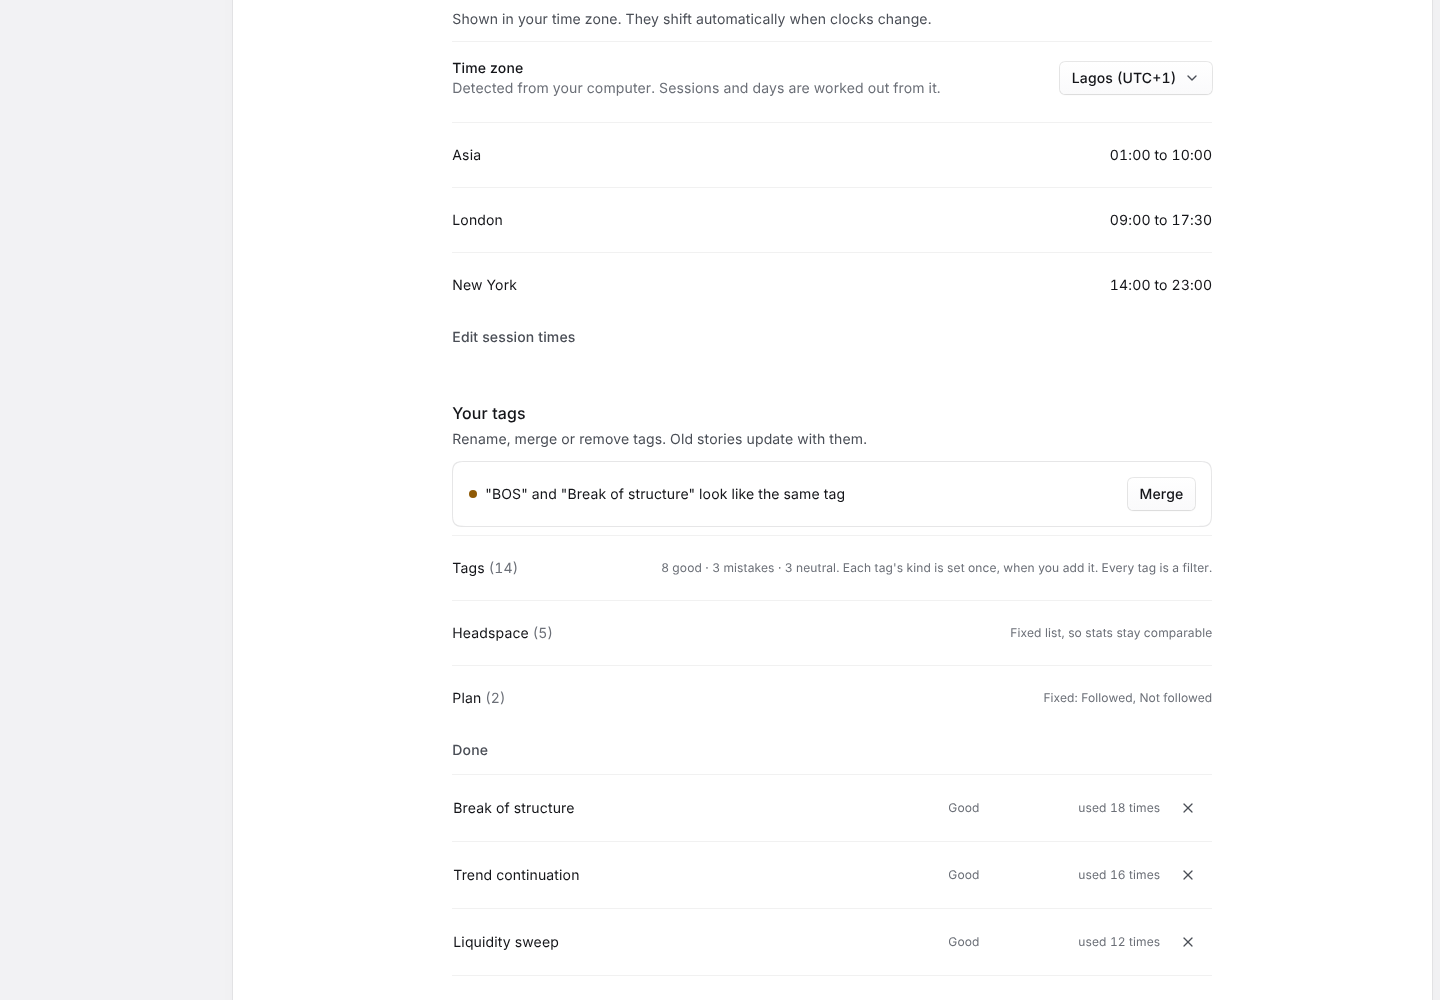 Shown in your time zone. They shift automatically when clocks change.
Time zone
Detected from your computer. Sessions and days are worked out from it.
Lagos (UTC+1)
Asia 01:00 to 10:00
London 09:00 to 17:30
New York 14:00 to 23:00
Edit session times
Your tags
Rename, merge or remove tags. Old stories update with them.
"BOS" and "Break of structure" look like the same tag Merge
Tags (14) 8 good · 3 mistakes · 3 neutral. Each tag's kind is set once, when you add it. Every tag is a filter.
Headspace (5) Fixed list, so stats stay comparable
Plan (2) Fixed: Followed, Not followed
Done
Break of structure Good used 18 times
Trend continuation Good used 16 times
Liquidity sweep Good used 12 times